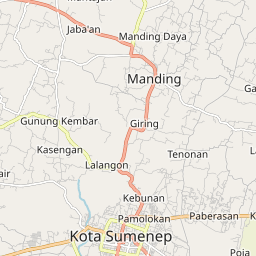 Jaba'an
Manding Daya
Manding
Giring
Gunung Kembar
Kasengan
Tenonan
Lalangon
Kebunan
Pamolokan
Paberasan
Kota Sumenep